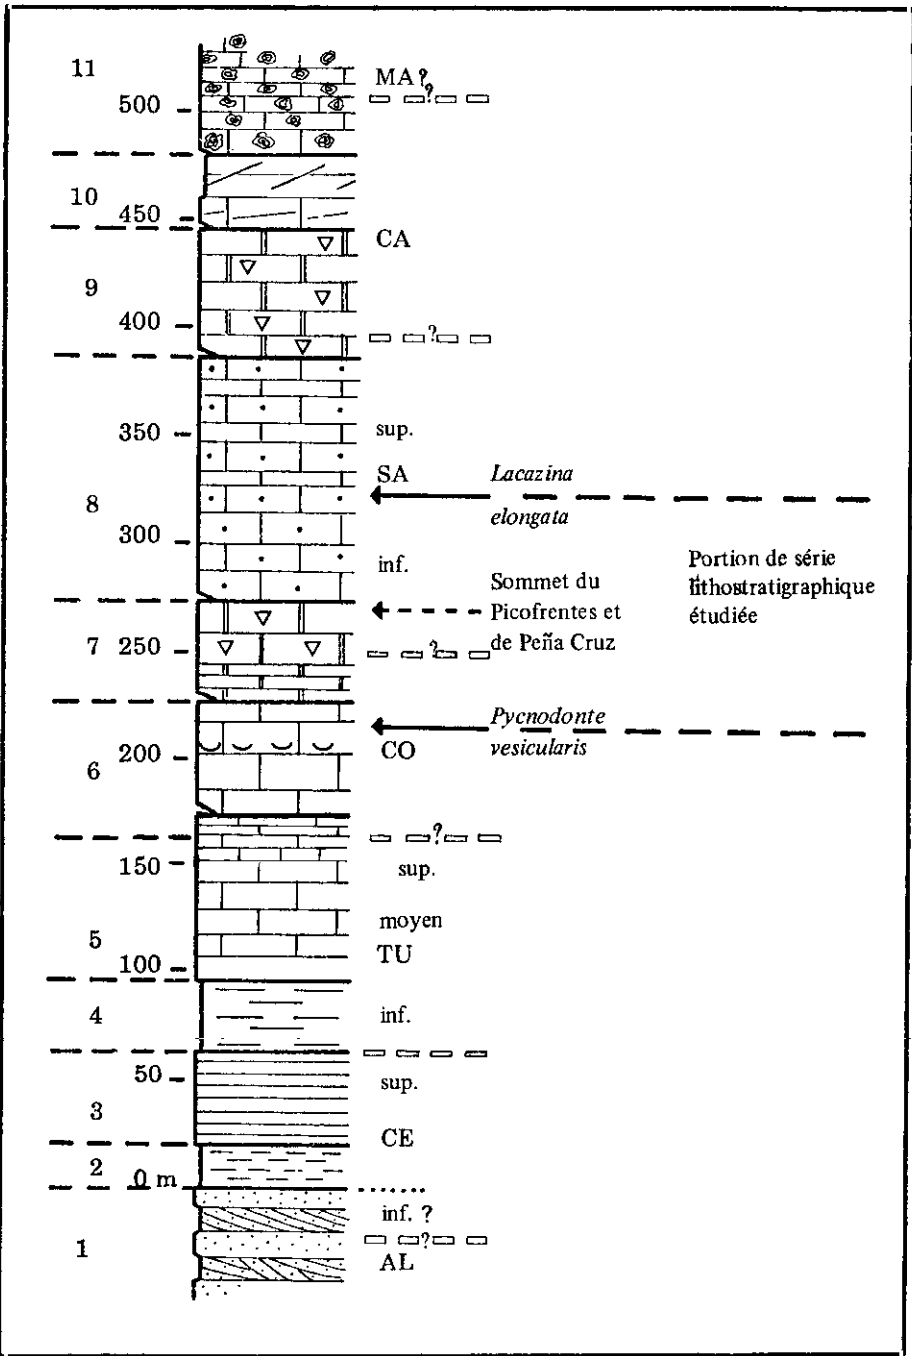 11
MA?
?
500
10
450
CA
9
400
?
350
sup.
SA
Lacazina
8
elongata
300
inf.
Portion de série
lithostratigraphique
étudiée
Sommet du
Picofrentes et
de Peña Cruz
7 250
?
Pycnodonte
vesicularis
200
CO
6
?
150
sup.
moyen
5
TU
100
4
inf.
50
sup.
3
CE
2
0 m
inf. ?
?
1
AL